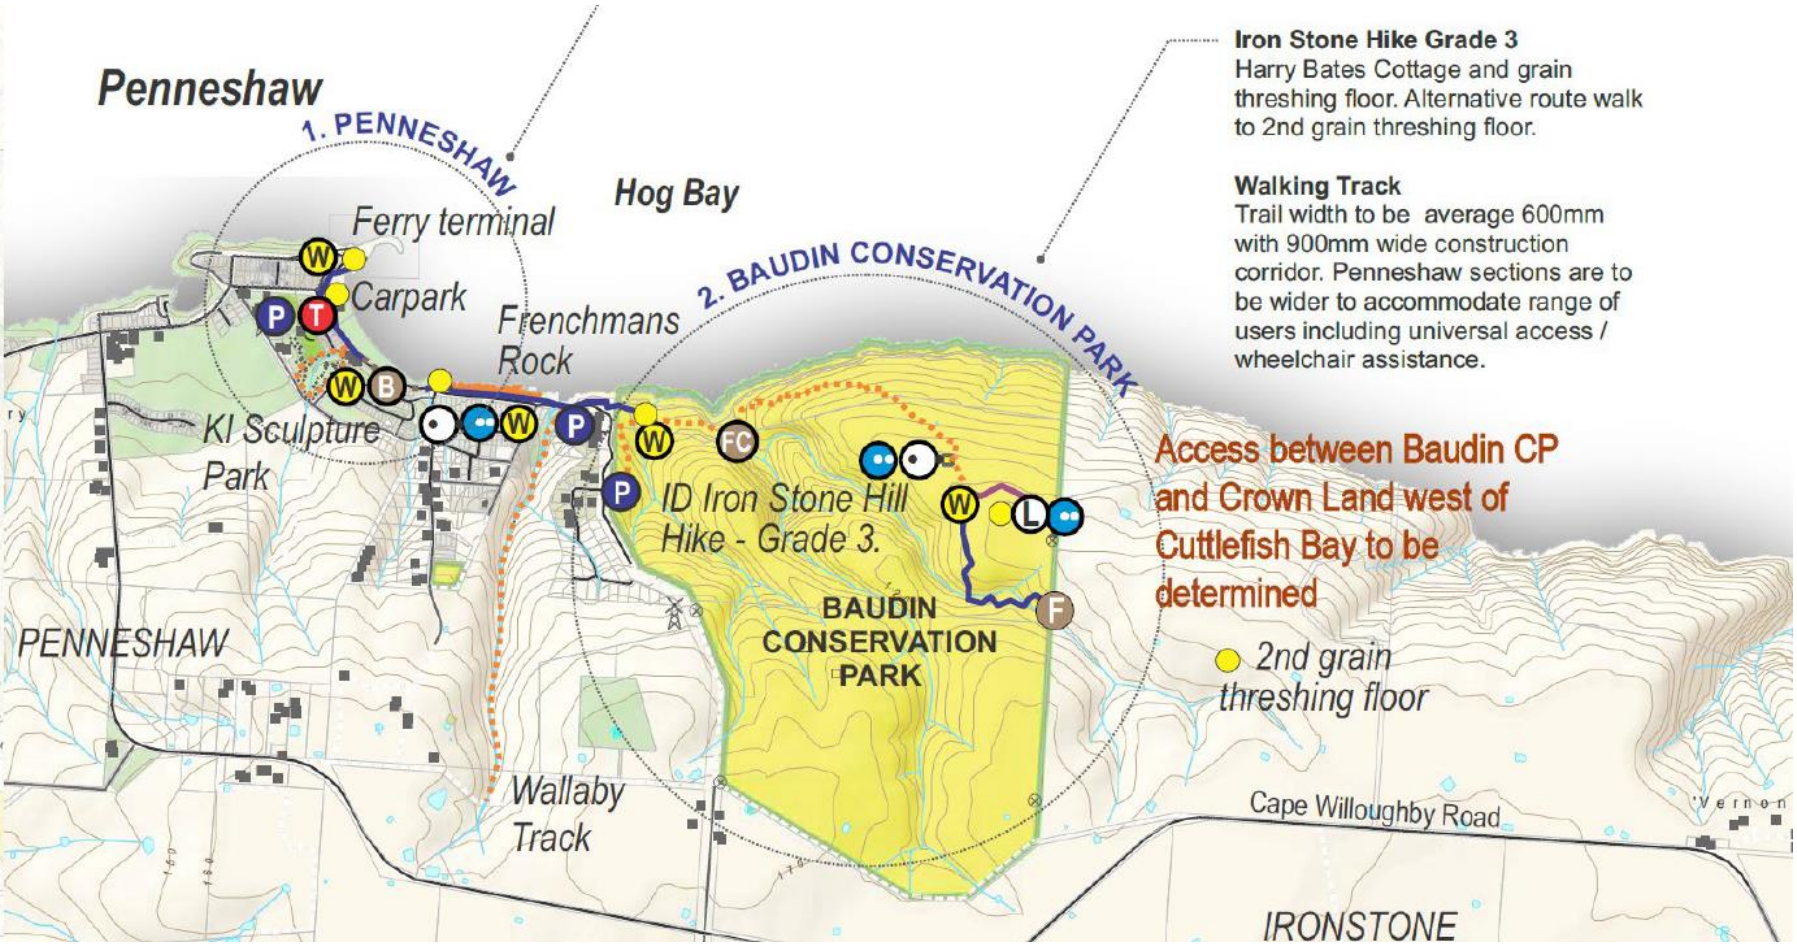 Penneshaw
1. PENNESHAW
Ferry terminal
W
Carpark
P
T
Hog Bay
Frenchmans
Rock
W
B
KI Sculpture
Park
W
P
2. BAUDIN CONSERVATION PARK
W
FC
P
ID Iron Stone Hill
Hike - Grade 3.
W
L
F
BAUDIN
CONSERVATION
PARK
ry
PENNESHAW
Wallaby
Track
160
160
170
Iron Stone Hike Grade 3
Harry Bates Cottage and grain
threshing floor. Alternative route walk
to 2nd grain threshing floor.
Walking Track
Trail width to be average 600mm
with 900mm wide construction
corridor. Penneshaw sections are to
be wider to accommodate range of
users including universal access /
wheelchair assistance.
Access between Baudin CP
and Crown Land west of
Cuttlefish Bay to be
determined
2nd grain
threshing floor
Cape Willoughby Road
'Vernon
IRONSTONE